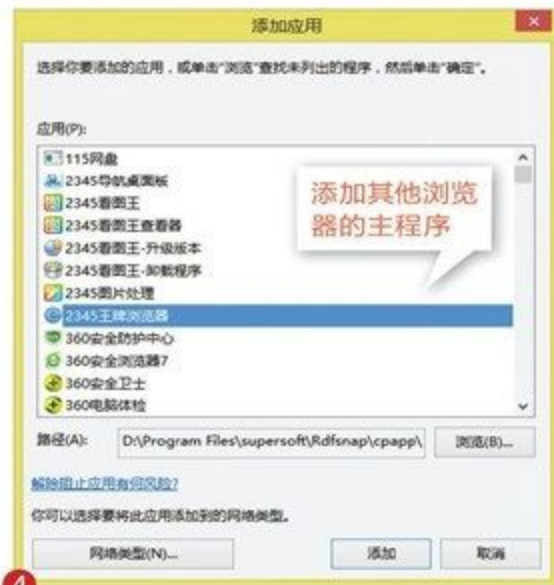 添加应用
选择你要添加的应用，或单击"浏览"查找未列出的程序，然后单击"确定"。
应用(P):
115网盘
2345导航桌面板
2345看图王
2345看图王查看器
2345看图王-升级版本
2345看图王-卸载程序
2345图片处理
2345王牌浏览器
360安全防护中心
360安全浏览器7
360安全卫士
360电脑体检
添加其他浏览
器的主程序
路径(A):
D:\Program Files\supersoft\Rdfsnap\cpapp\
浏览(B)...
解除阻止应用有何风险?
你可以选择要将此应用添加到的网络类型。
网络类型(N)...
添加
取消
4